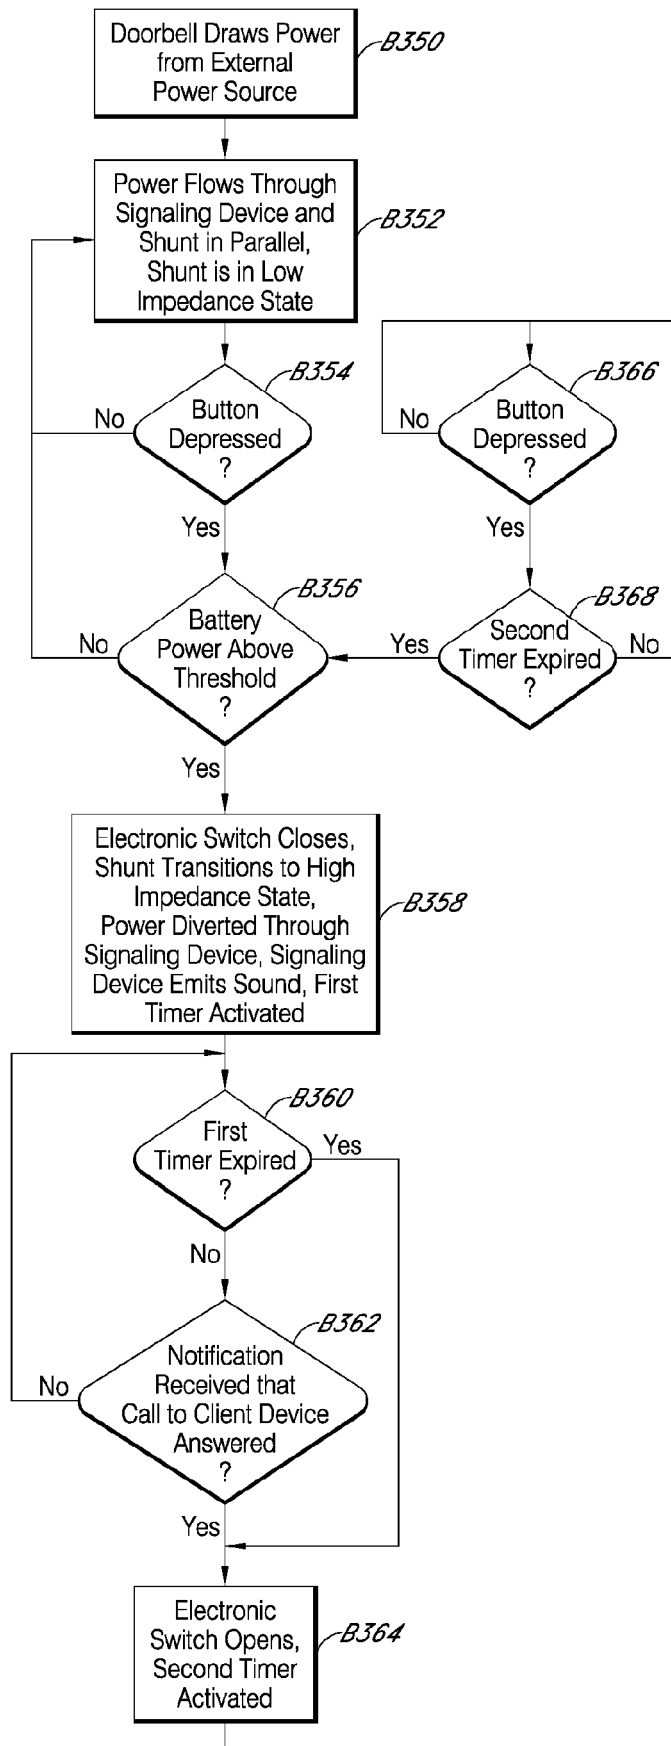 Doorbell Draws Power
from External
Power Source
B350
Power Flows Through
Signaling Device and
Shunt in Parallel,
Shunt is in Low
Impedance State
B352
B354
Button
Depressed
?
No
Yes
B366
Button
Depressed
?
No
Yes
B356
Battery
Power Above
Threshold
?
No
Yes
B368
Second
Timer Expired
?
Yes
No
Electronic Switch Closes,
Shunt Transitions to High
Impedance State,
Power Diverted Through
Signaling Device, Signaling
Device Emits Sound, First
Timer Activated
B358
B360
First
Timer Expired
?
Yes
No
B362
Notification
Received that
Call to Client Device
Answered
?
No
Yes
Electronic
Switch Opens,
Second Timer
Activated
B364